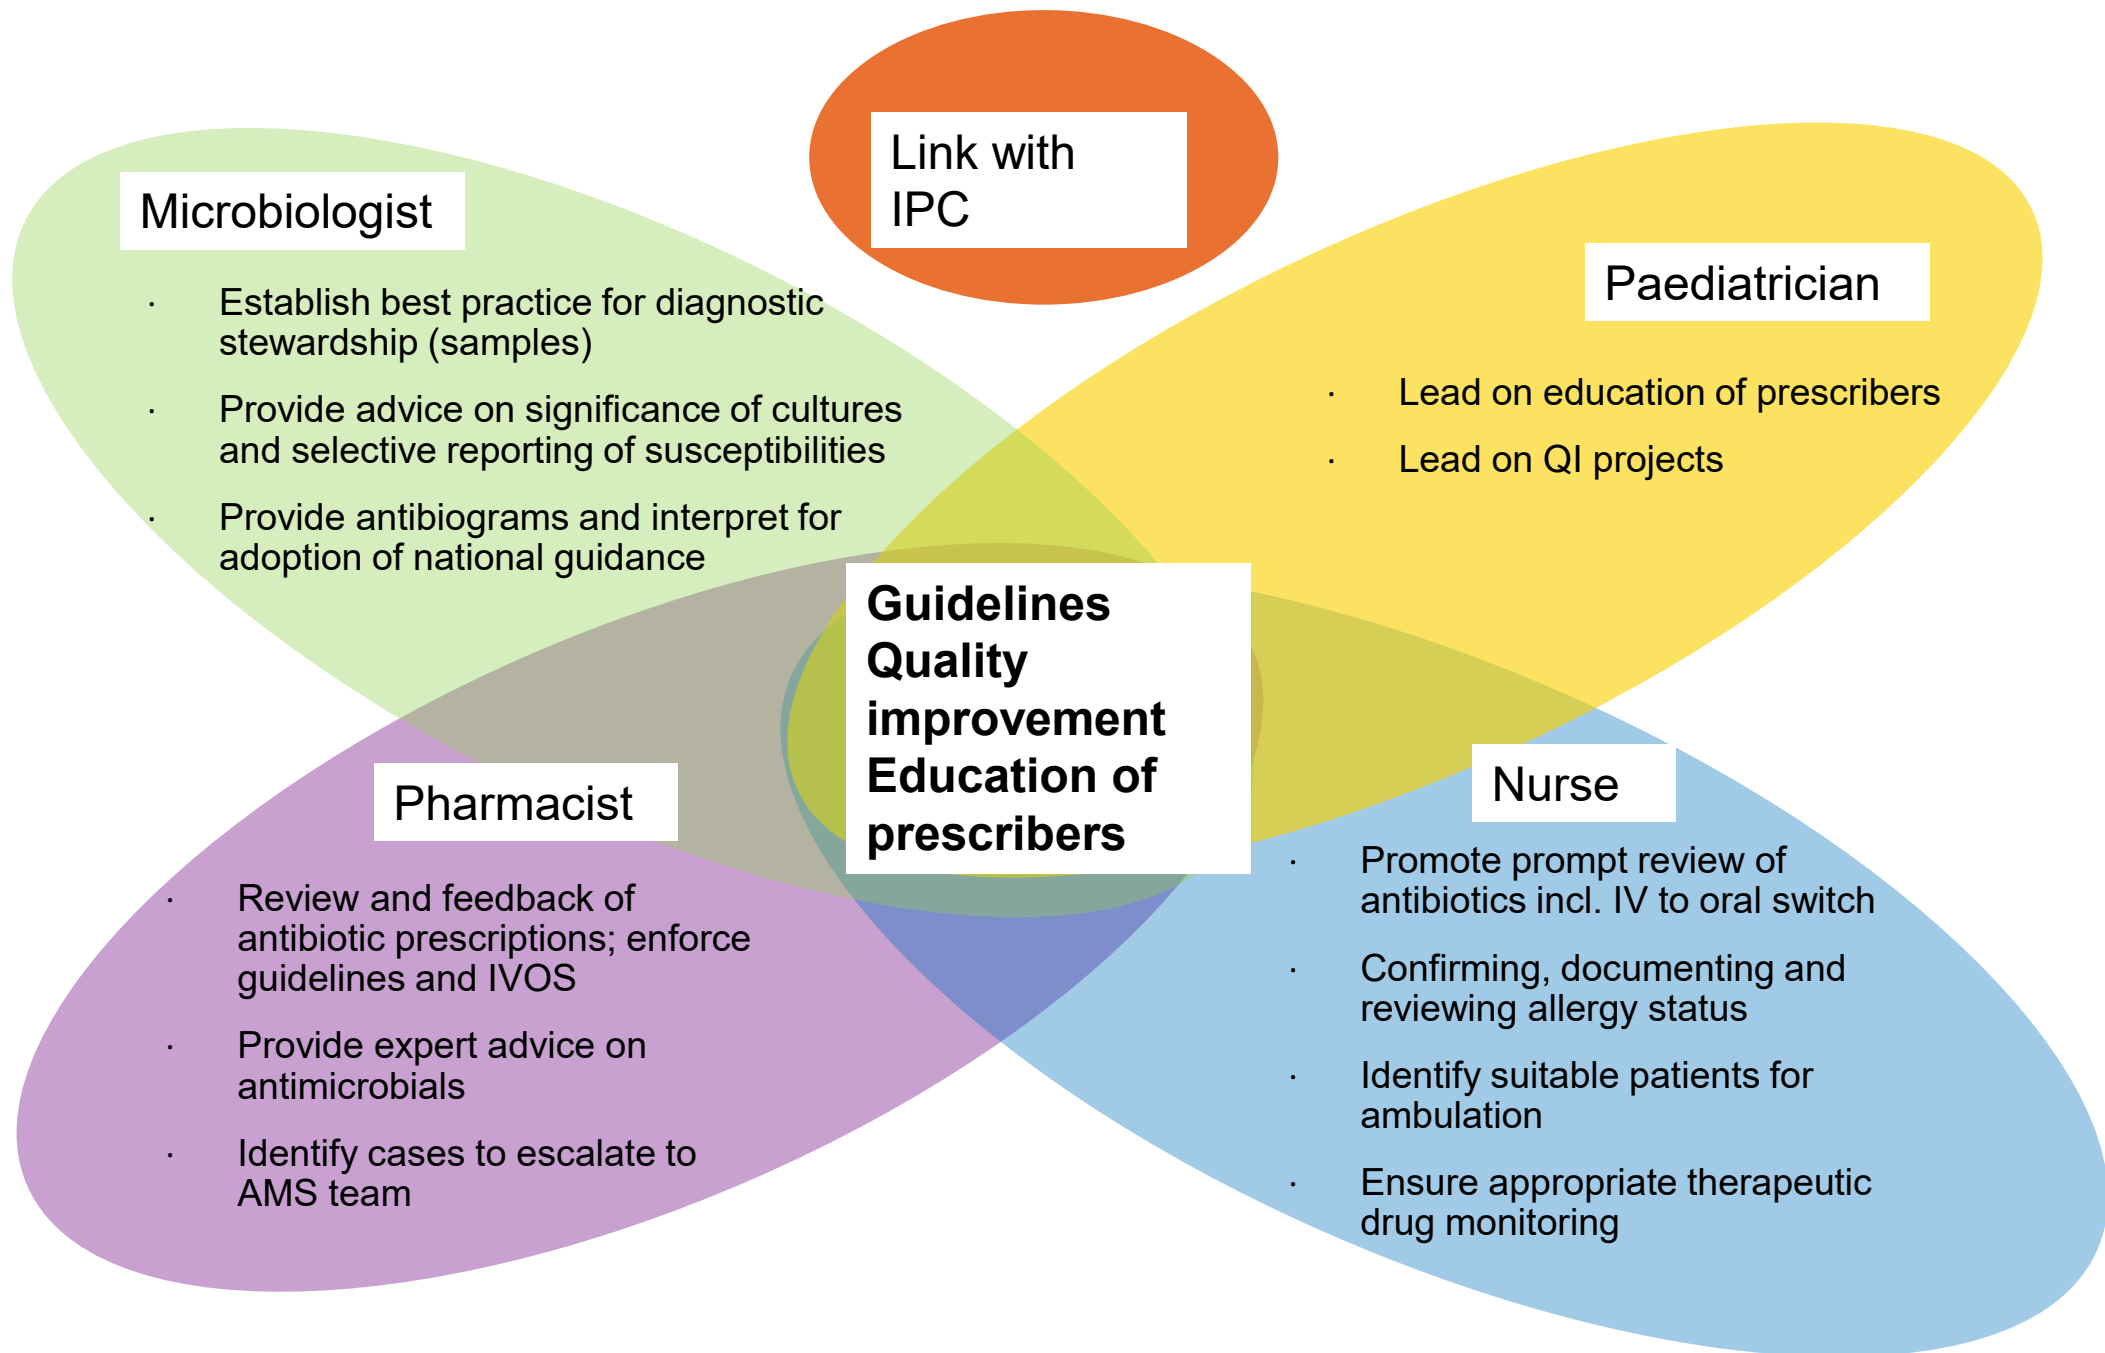 Link with
IPC
Microbiologist
· Establish best practice for diagnostic
stewardship (samples)
· Provide advice on significance of cultures
and selective reporting of susceptibilities
· Provide antibiograms and interpret for
adoption of national guidance
Paediatrician
· Lead on education of prescribers
· Lead on QI projects
Guidelines
Quality
improvement
Education of
prescribers
Pharmacist
· Review and feedback of
antibiotic prescriptions; enforce
guidelines and IVOS
· Provide expert advice on
antimicrobials
· Identify cases to escalate to
AMS team
Nurse
· Promote prompt review of
antibiotics incl. IV to oral switch
· Confirming, documenting and
reviewing allergy status
· Identify suitable patients for
ambulation
· Ensure appropriate therapeutic
drug monitoring